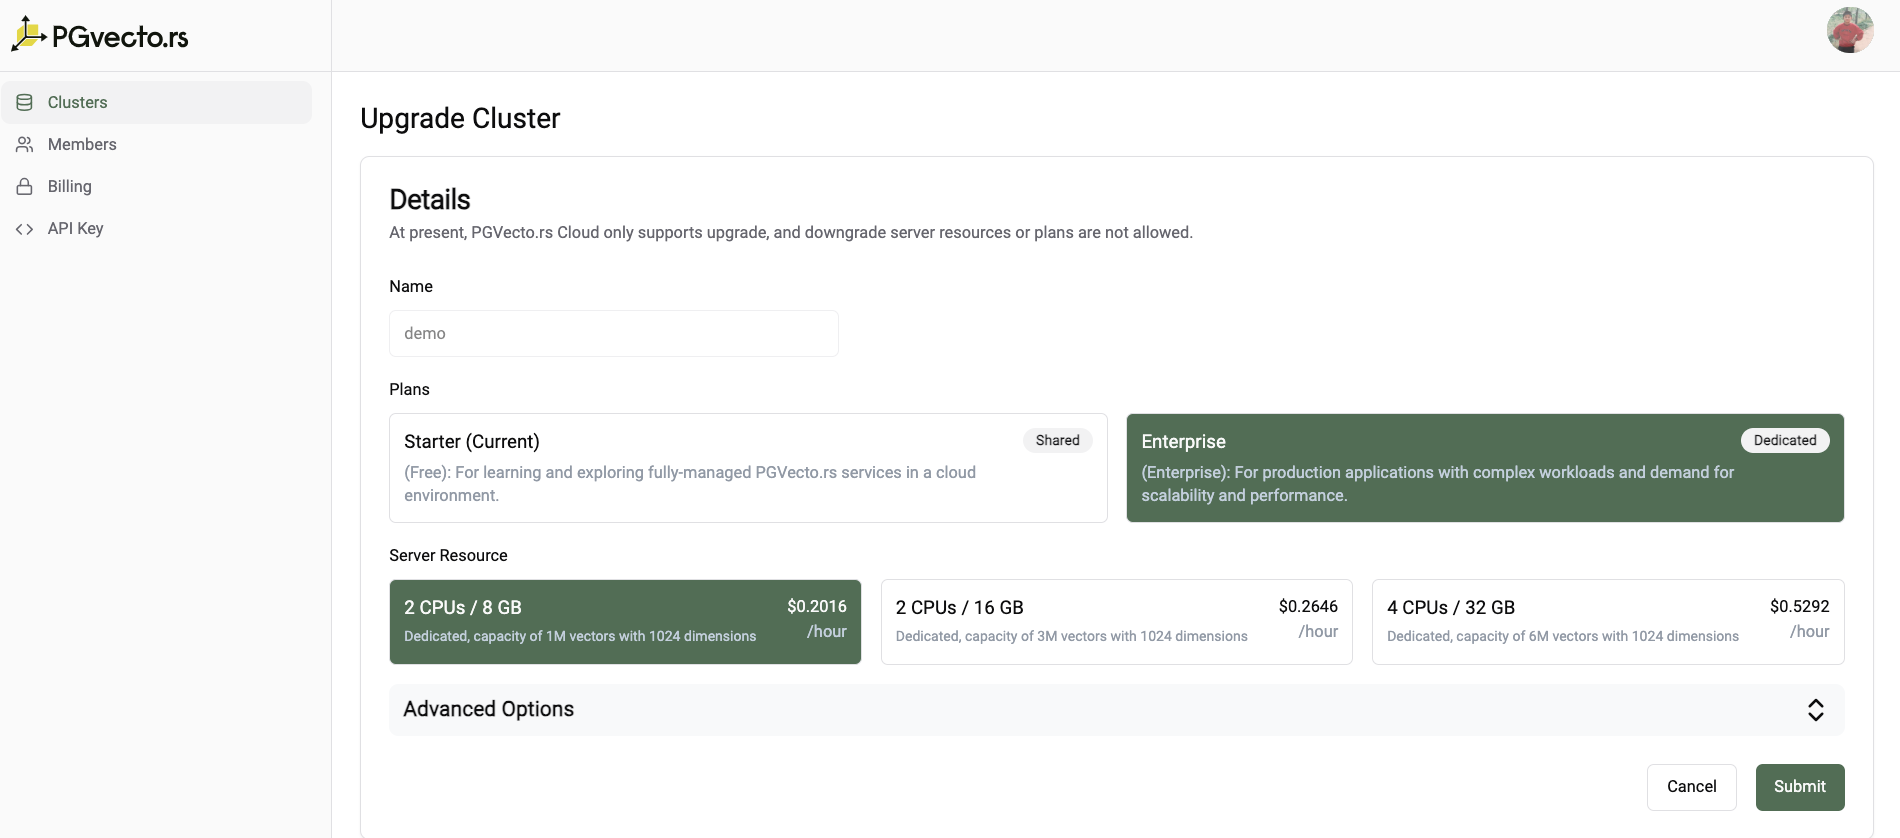 PGvecto.rs
Clusters
Members
Billing
API Key
Upgrade Cluster
Details
At present, PGVecto.rs Cloud only supports upgrade, and downgrade server resources or plans are not allowed.
Name
demo
Plans
Starter (Current)
Shared
(Free): For learning and exploring fully-managed PGVecto.rs services in a cloud
environment.
Enterprise
Dedicated
(Enterprise): For production applications with complex workloads and demand for
scalability and performance.
Server Resource
2 CPUs / 8 GB
$0.2016
Dedicated, capacity of 1M vectors with 1024 dimensions
/hour
2 CPUs / 16 GB
$0.2646
Dedicated, capacity of 3M vectors with 1024 dimensions
/hour
4 CPUs / 32 GB
$0.5292
Dedicated, capacity of 6M vectors with 1024 dimensions
/hour
Advanced Options
Cancel
Submit